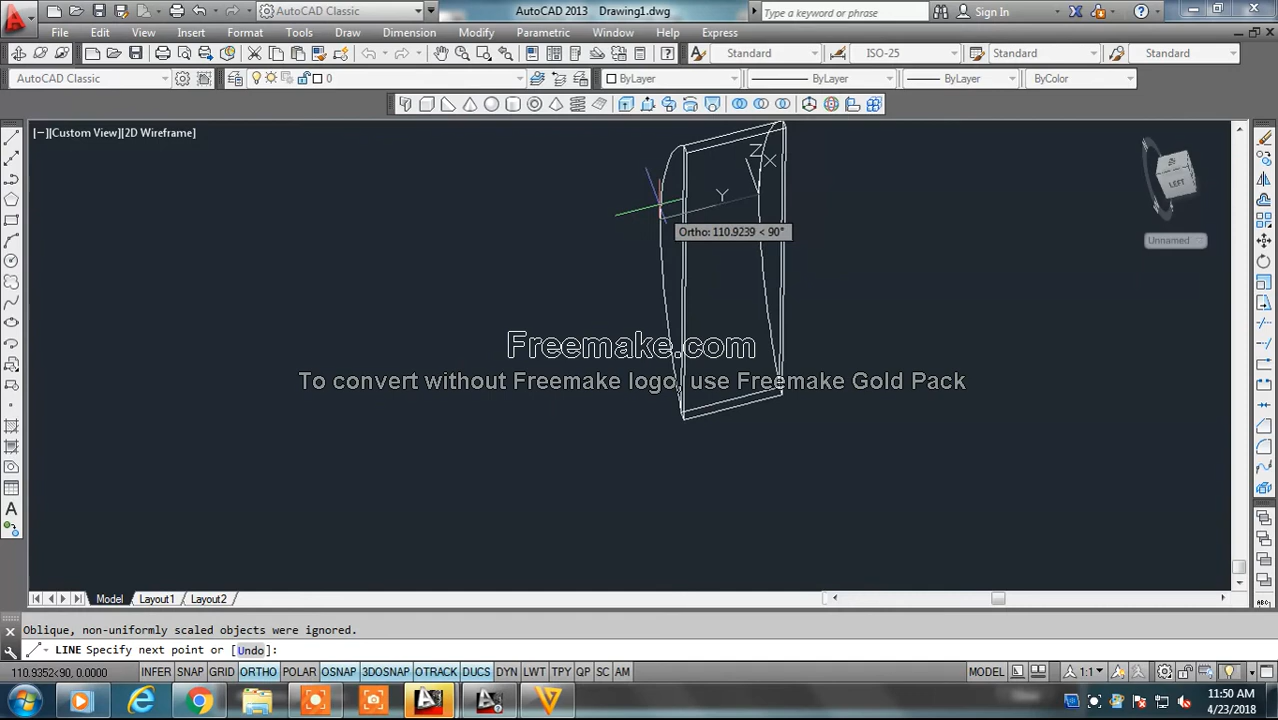 AutoCAD Classic
AutoCAD 2013 Drawing1.dwg
Type a keyword or phrase
Sign In
File Edit View Insert Format Tools Draw Dimension Modify Parametric Window Help Express
Standard ISO-25 Standard Standard
AutoCAD Classic 0 ByLayer ByLayer ByLayer ByColor
[−][Custom View][2D Wireframe]
Z
X
Y
LEFT
Unnamed
Ortho: 110.9239 < 90°
Freemake.com
To convert without Freemake logo, use Freemake Gold Pack
Model Layout1 Layout2
Oblique, non-uniformly scaled objects were ignored.
LINE Specify next point or [Undo]:
110.9352<90, 0.0000 INFER SNAP GRID ORTHO POLAR OSNAP 3DOSNAP OTRACK DUCS DYN LWT TPY QP SC AM MODEL 1:1
11:50 AM
4/23/2018